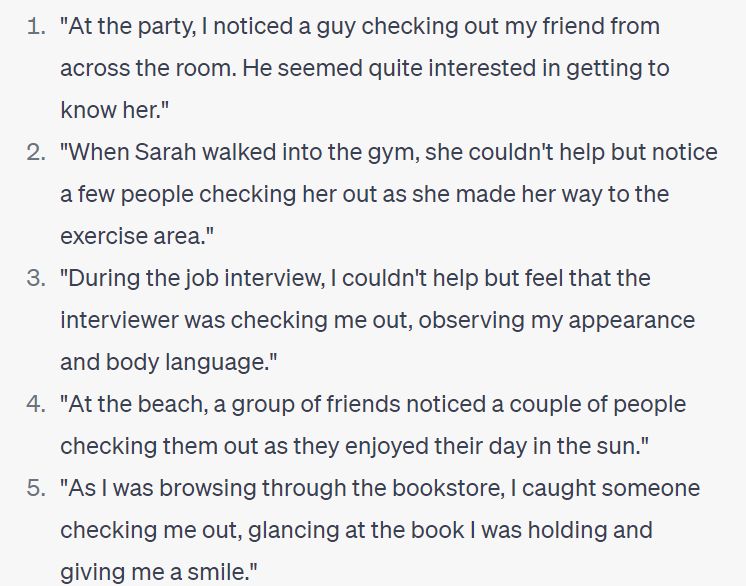 1. "At the party, I noticed a guy checking out my friend from
across the room. He seemed quite interested in getting to
know her."
2. "When Sarah walked into the gym, she couldn't help but notice
a few people checking her out as she made her way to the
exercise area."
3. "During the job interview, I couldn't help but feel that the
interviewer was checking me out, observing my appearance
and body language."
4. "At the beach, a group of friends noticed a couple of people
checking them out as they enjoyed their day in the sun."
5. "As I was browsing through the bookstore, I caught someone
checking me out, glancing at the book I was holding and
giving me a smile."